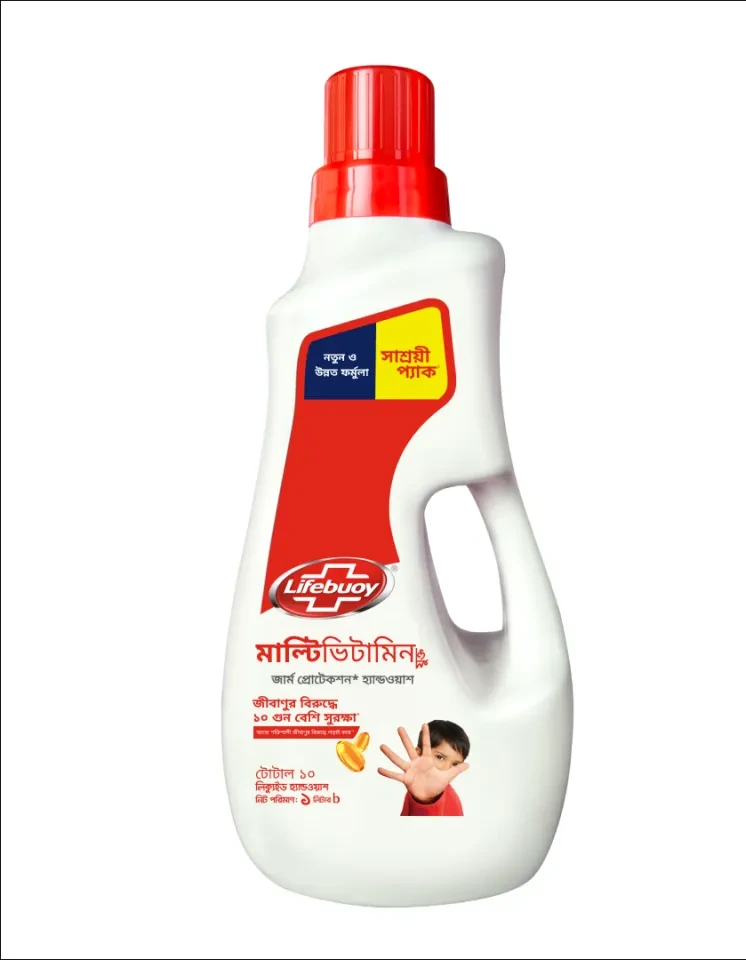 নতুন ও
উন্নত ফর্মুলা
সাশ্রয়ী
প্যাক*
Lifebuoy®
মাল্টিভিটামিন
জার্ম প্রোটেকশন* হ্যান্ডওয়াশ
জীবাণুর বিরুদ্ধে
১০ গুন বেশি সুরক্ষা*
টোটাল ১০
লিক্যুইড হ্যান্ডওয়াশ
নিট পরিমাণ: ১ লিটার b